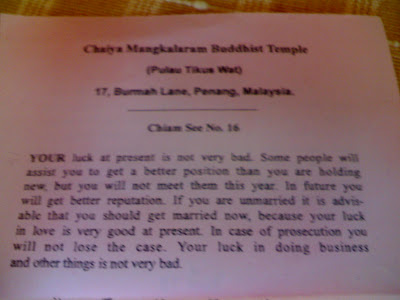 Chaiya Mangkalaram Buddhist Temple
(Pulau Tikus Wat)
17, Burmah Lane, Penang, Malaysia.
Chiam See No. 16
YOUR luck at present is not very bad. Some people will
assist you to get a better position than you are holding
new, but you will not meet them this year. In future you
will get better reputation. If you are unmarried it is advis-
able that you should get married now, because your luck
in love is very good at present. In case of prosecution you
will not lose the case. Your luck in doing business
and other things is not very bad.